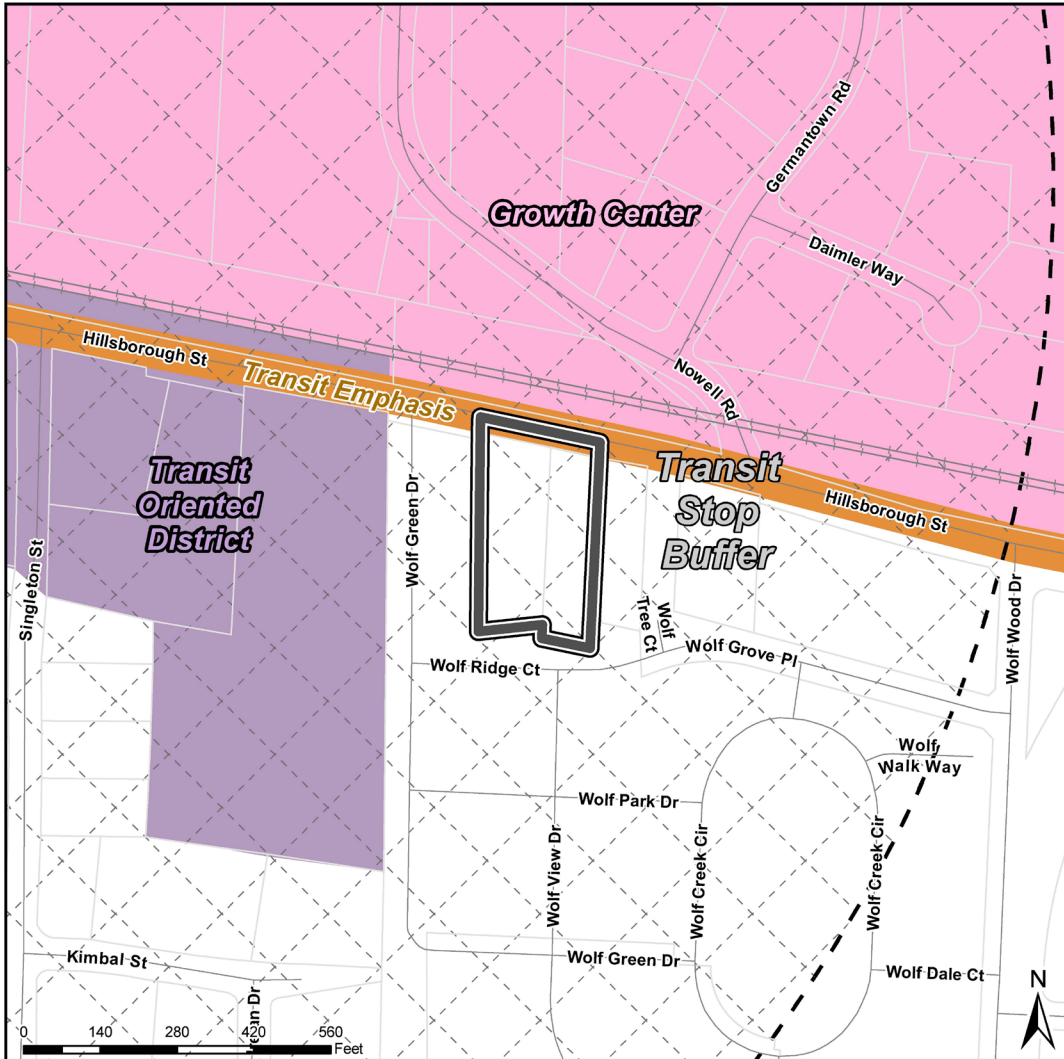 Germantown Rd
Growth Center
Daimler Way
Hillsborough St
Transit Emphasis
Nowell Rd
Transit
Oriented
District
Transit
Stop
Buffer
Hillsborough St
Singleton St
Wolf Green Dr
Wolf
Tree Ct
Wolf Wood Dr
Wolf Ridge Ct
Wolf Grove Pl
Wolf
Walk Way
Wolf Park Dr
Wolf View Dr
Wolf Creek Cir
Wolf Creek Cir
Kimbal St
Wolf Green Dr
Wolf Dale Ct
N
0 140 280 420 560
Feet
Dr